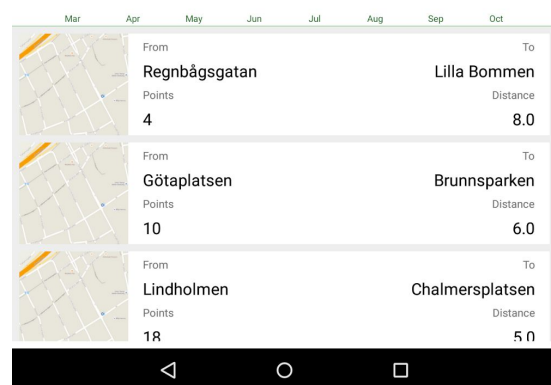 Mar Apr May Jun Jul Aug Sep Oct
From To
Regnbågsgatan Lilla Bommen
Points Distance
4 8.0
From To
Götaplatsen Brunnsparken
Points Distance
10 6.0
From To
Lindholmen Chalmersplatsen
Points Distance
18 5.0